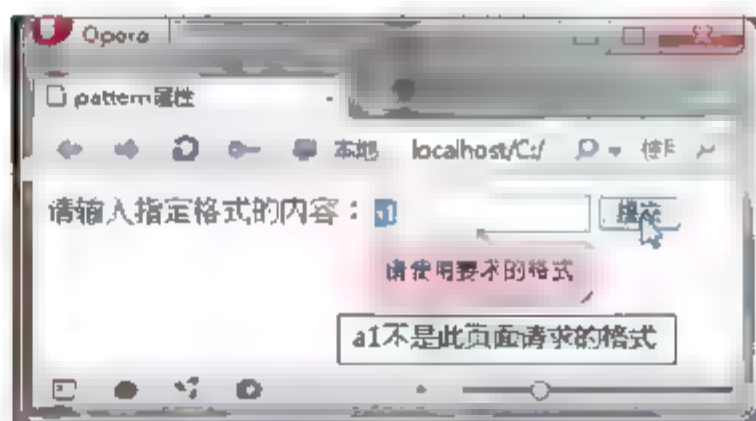 Opera
pattern属性
本地 localhost/C:/
请输入指定格式的内容： a1 提交
请使用要求的格式
a1不是此页面请求的格式